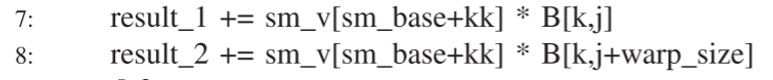 7: result_1 += sm_v[sm_base+kk] * B[k,j]
8: result_2 += sm_v[sm_base+kk] * B[k,j+warp_size]